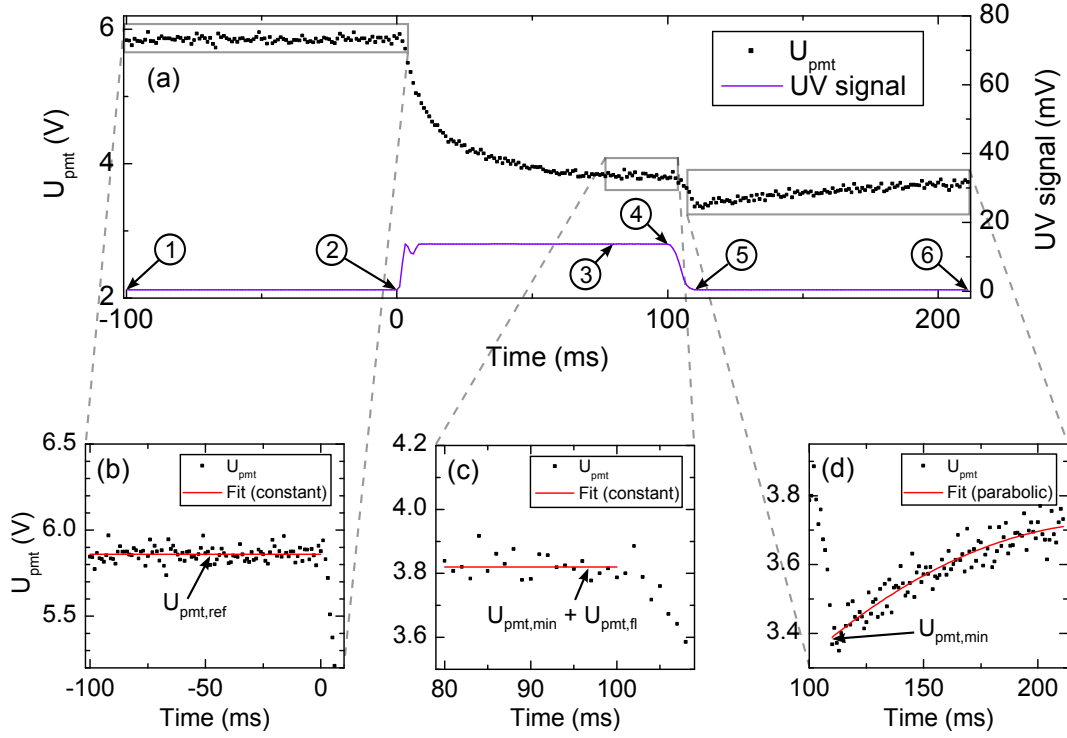 6
4
2
U_pmt (V)
(a)
U_pmt
UV signal
80
60
40
20
0
UV signal (mV)
1
2
3
4
5
6
-100
0
100
200
Time (ms)
6.5
6.0
5.5
U_pmt (V)
(b)
U_pmt
Fit (constant)
U_pmt,ref
-100
-50
0
Time (ms)
4.2
4.0
3.8
3.6
(c)
U_pmt
Fit (constant)
U_pmt,min + U_pmt,fl
80
90
100
Time (ms)
3.8
3.6
3.4
(d)
U_pmt
Fit (parabolic)
U_pmt,min
100
150
200
Time (ms)